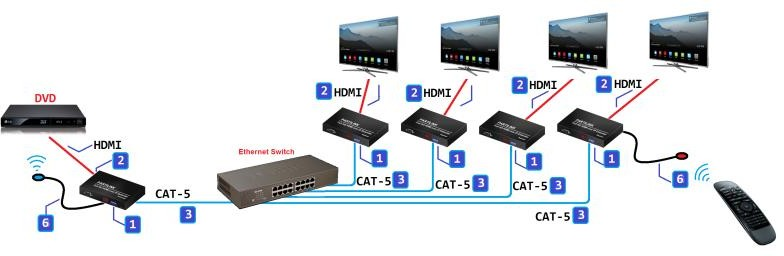 2 HDMI
2 HDMI
2 HDMI
2 HDMI
DVD
HDMI
2
Ethernet Switch
1
1
1
1
CAT-5 3
CAT-5 3
CAT-5 3
CAT-5
3
6
1
6
CAT-5 3